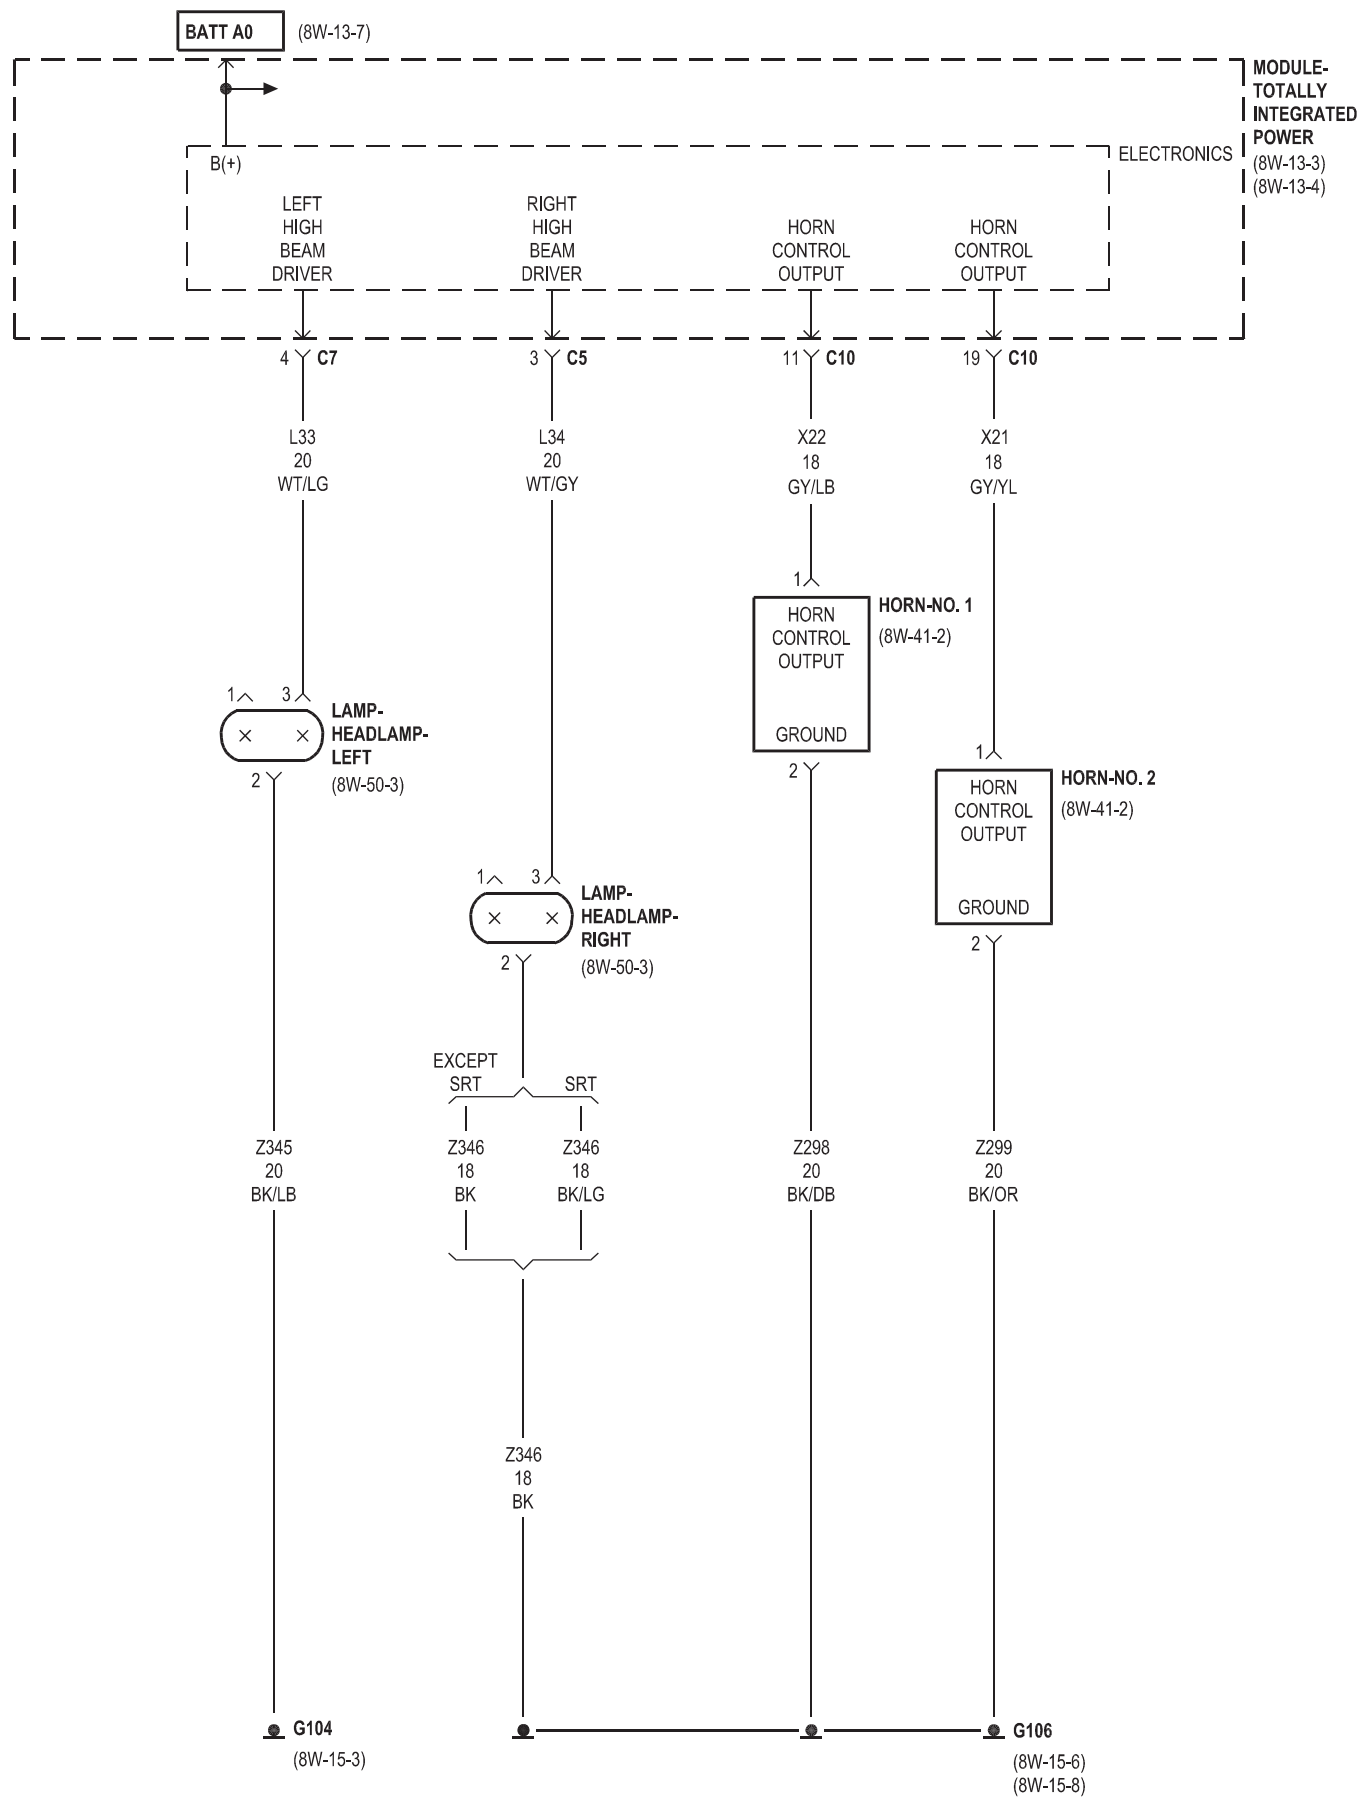 BATT A0 (8W-13-7)
MODULE-
TOTALLY
INTEGRATED
POWER
(8W-13-3)
(8W-13-4)
ELECTRONICS
B(+)
LEFT
HIGH
BEAM
DRIVER
RIGHT
HIGH
BEAM
DRIVER
HORN
CONTROL
OUTPUT
HORN
CONTROL
OUTPUT
4 C7
3 C5
11 C10
19 C10
L33
20
WT/LG
L34
20
WT/GY
X22
18
GY/LB
X21
18
GY/YL
1
HORN
CONTROL
OUTPUT
GROUND
2
HORN-NO. 1
(8W-41-2)
1 3
2
LAMP-
HEADLAMP-
LEFT
(8W-50-3)
1
HORN
CONTROL
OUTPUT
GROUND
2
HORN-NO. 2
(8W-41-2)
1 3
2
LAMP-
HEADLAMP-
RIGHT
(8W-50-3)
EXCEPT
SRT
SRT
Z345
20
BK/LB
Z346
18
BK
Z346
18
BK/LG
Z298
20
BK/DB
Z299
20
BK/OR
Z346
18
BK
G104
(8W-15-3)
G106
(8W-15-6)
(8W-15-8)